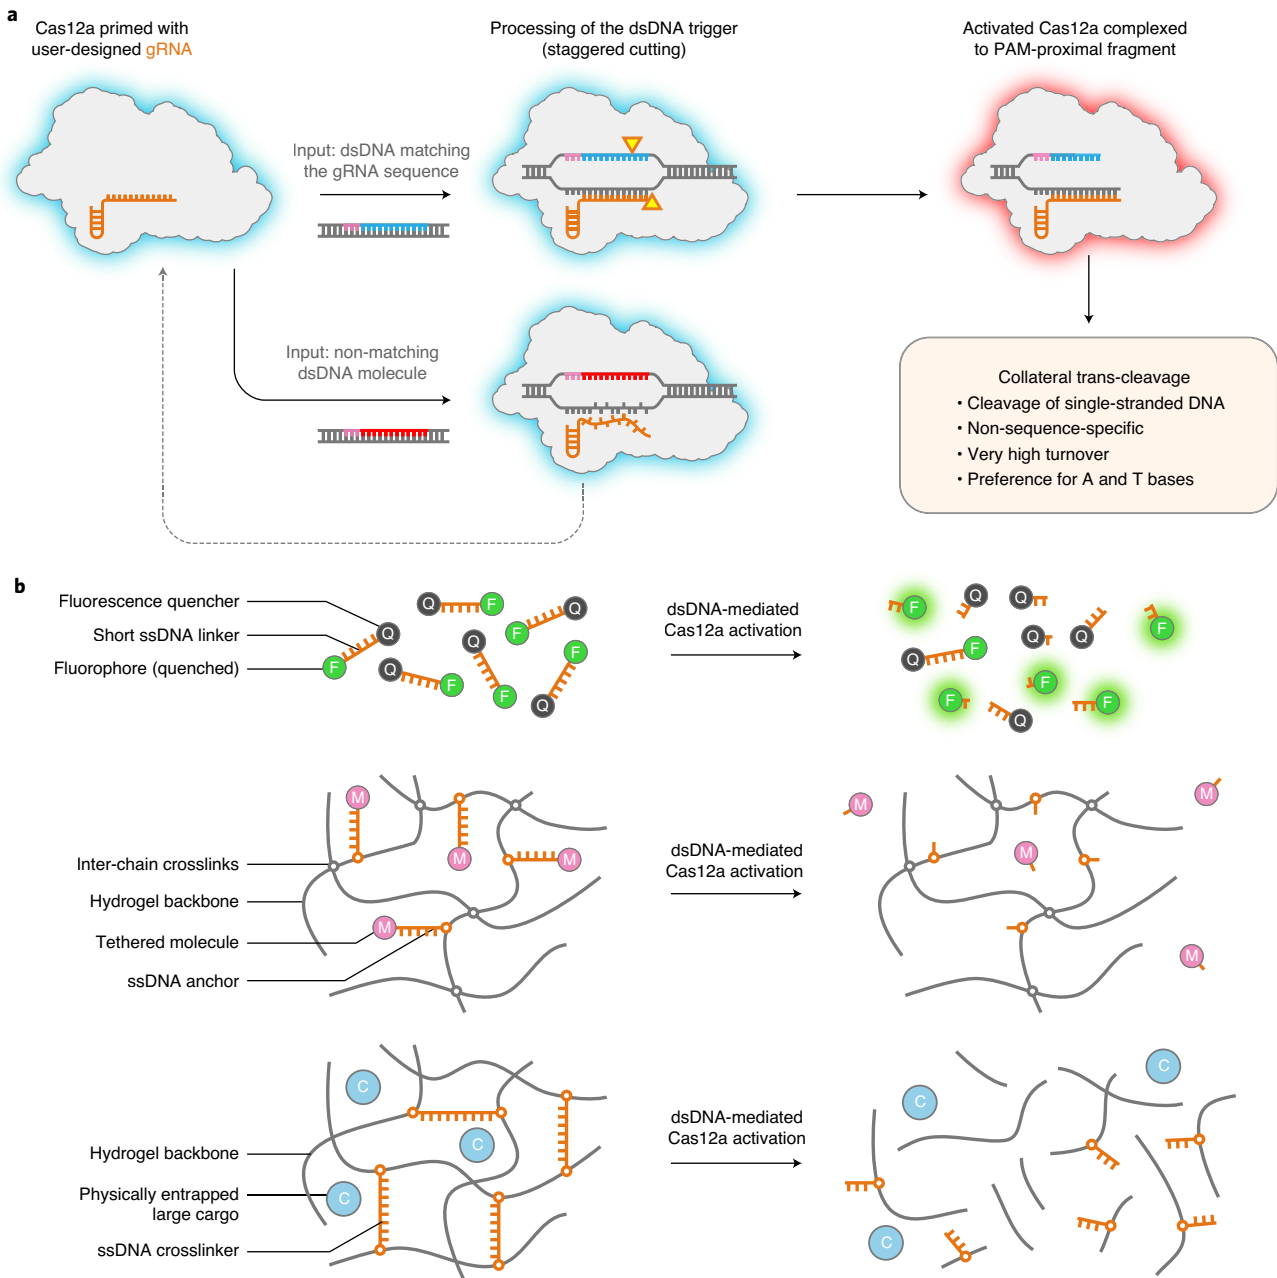 a
Cas12a primed with
user-designed gRNA
Processing of the dsDNA trigger
(staggered cutting)
Activated Cas12a complexed
to PAM-proximal fragment
Input: dsDNA matching
the gRNA sequence
Input: non-matching
dsDNA molecule
Collateral trans-cleavage
• Cleavage of single-stranded DNA
• Non-sequence-specific
• Very high turnover
• Preference for A and T bases
b
Fluorescence quencher
Short ssDNA linker
Fluorophore (quenched)
Q
F
Q
F
Q
F
Q
F
Q
F
F
Q
dsDNA-mediated
Cas12a activation
F
Q
Q
F
Q
Q
Q
F
F
F
F
Q
Inter-chain crosslinks
Hydrogel backbone
Tethered molecule
ssDNA anchor
M
M
M
M
dsDNA-mediated
Cas12a activation
M
M
M
M
Hydrogel backbone
Physically entrapped
large cargo
ssDNA crosslinker
C
C
C
dsDNA-mediated
Cas12a activation
C
C
C